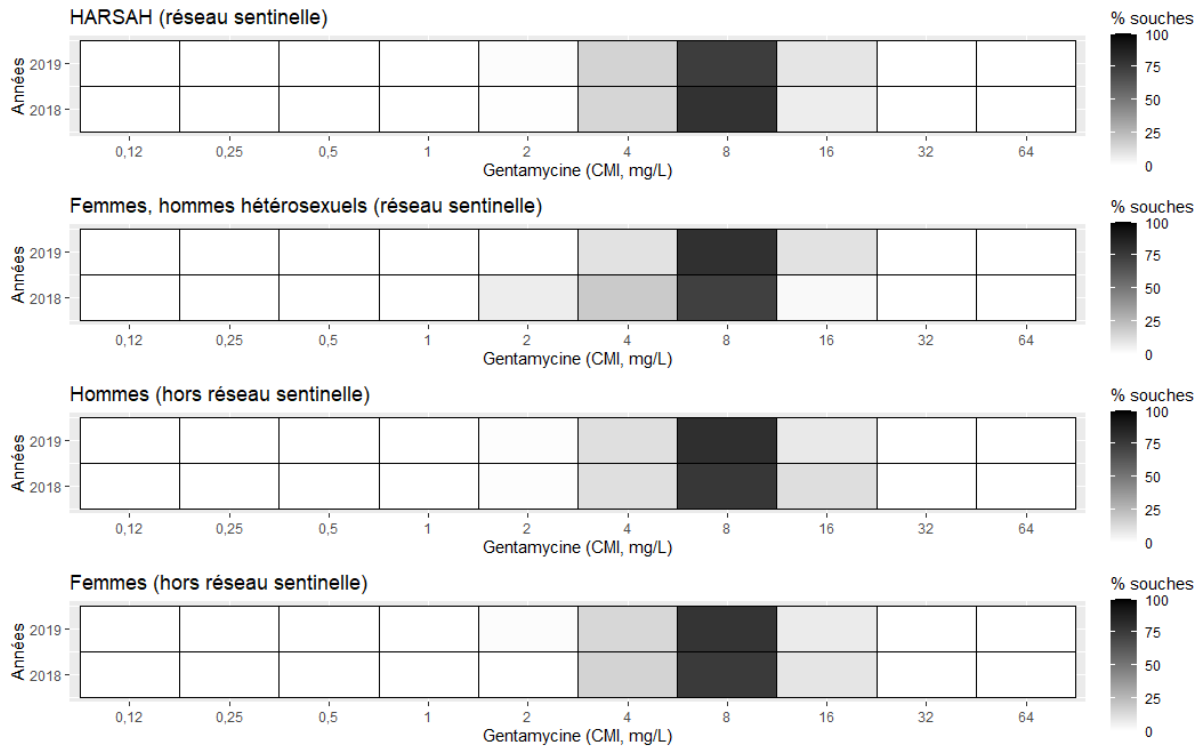 HARSAH (réseau sentinelle)
% souches
100
75
50
25
0
Années
2019
2018
0,12 0,25 0,5 1 2 4 8 16 32 64
Gentamycine (CMI, mg/L)
Femmes, hommes hétérosexuels (réseau sentinelle)
% souches
100
75
50
25
0
Années
2019
2018
0,12 0,25 0,5 1 2 4 8 16 32 64
Gentamycine (CMI, mg/L)
Hommes (hors réseau sentinelle)
% souches
100
75
50
25
0
Années
2019
2018
0,12 0,25 0,5 1 2 4 8 16 32 64
Gentamycine (CMI, mg/L)
Femmes (hors réseau sentinelle)
% souches
100
75
50
25
0
Années
2019
2018
0,12 0,25 0,5 1 2 4 8 16 32 64
Gentamycine (CMI, mg/L)